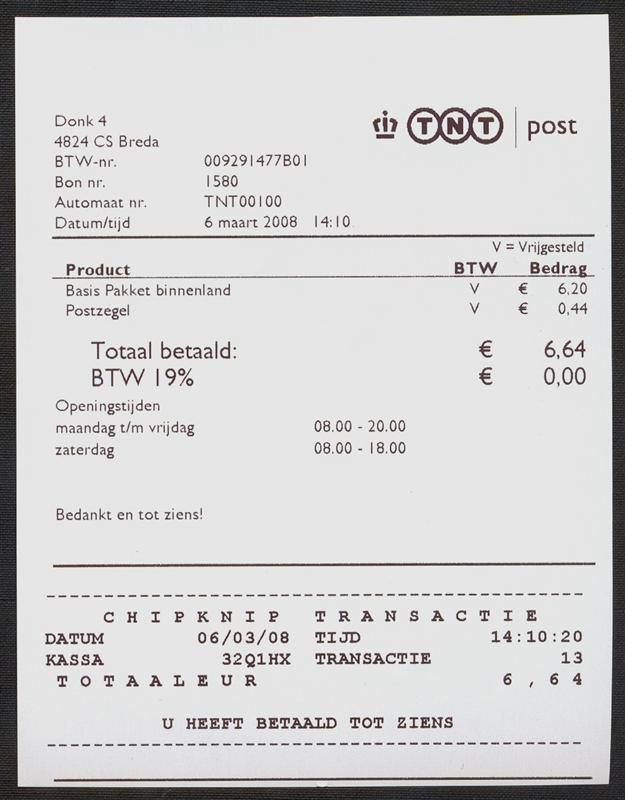 TNT | post
Donk 4
4824 CS Breda
BTW-nr. 009291477B01
Bon nr. 1580
Automaat nr. TNT00100
Datum/tijd 6 maart 2008 14:10
V = Vrijgesteld
Product BTW Bedrag
Basis Pakket binnenland V € 6,20
Postzegel V € 0,44
Totaal betaald: € 6,64
BTW 19% € 0,00
Openingstijden
maandag t/m vrijdag 08.00 - 20.00
zaterdag 08.00 - 18.00
Bedankt en tot ziens!
CHIPKNIP TRANSACTIE
DATUM 06/03/08 TIJD 14:10:20
KASSA 32Q1HX TRANSACTIE 13
TOTAALEUR 6,64
U HEEFT BETAALD TOT ZIENS